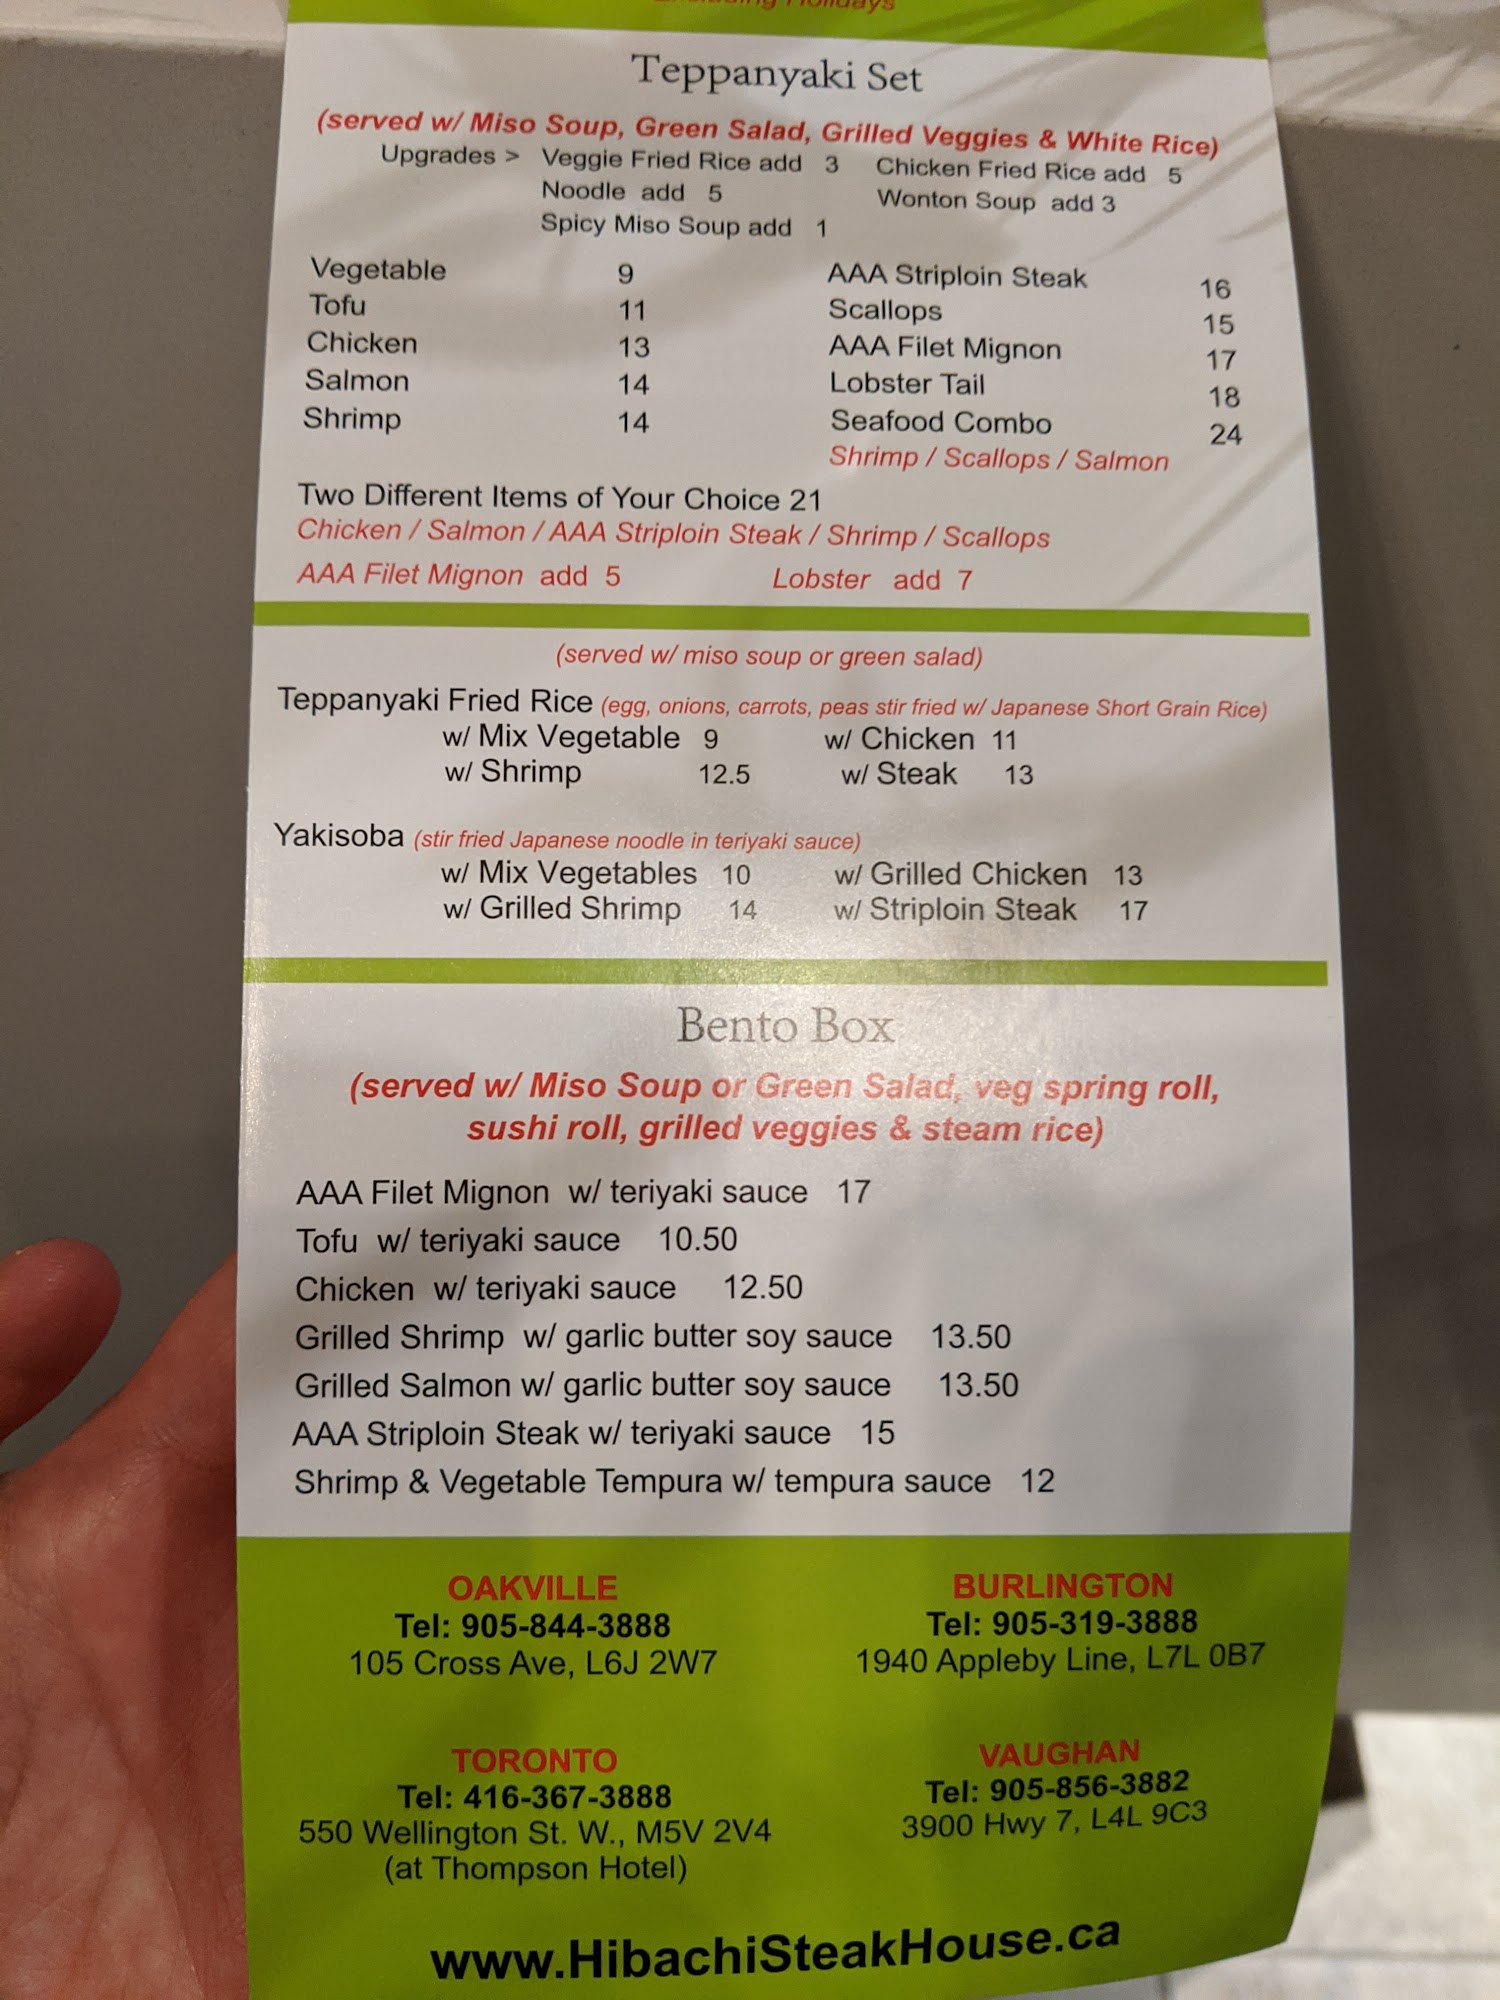 Including Holidays
Teppanyaki Set
(served w/ Miso Soup, Green Salad, Grilled Veggies & White Rice)
Upgrades > Veggie Fried Rice add 3 Chicken Fried Rice add 5
Noodle add 5 Wonton Soup add 3
Spicy Miso Soup add 1
Vegetable 9 AAA Striploin Steak 16
Tofu 11 Scallops 15
Chicken 13 AAA Filet Mignon 17
Salmon 14 Lobster Tail 18
Shrimp 14 Seafood Combo 24
Shrimp / Scallops / Salmon
Two Different Items of Your Choice 21
Chicken / Salmon / AAA Striploin Steak / Shrimp / Scallops
AAA Filet Mignon add 5 Lobster add 7
(served w/ miso soup or green salad)
Teppanyaki Fried Rice (egg, onions, carrots, peas stir fried w/ Japanese Short Grain Rice)
w/ Mix Vegetable 9 w/ Chicken 11
w/ Shrimp 12.5 w/ Steak 13
Yakisoba (stir fried Japanese noodle in teriyaki sauce)
w/ Mix Vegetables 10 w/ Grilled Chicken 13
w/ Grilled Shrimp 14 w/ Striploin Steak 17
Bento Box
(served w/ Miso Soup or Green Salad, veg spring roll,
sushi roll, grilled veggies & steam rice)
AAA Filet Mignon w/ teriyaki sauce 17
Tofu w/ teriyaki sauce 10.50
Chicken w/ teriyaki sauce 12.50
Grilled Shrimp w/ garlic butter soy sauce 13.50
Grilled Salmon w/ garlic butter soy sauce 13.50
AAA Striploin Steak w/ teriyaki sauce 15
Shrimp & Vegetable Tempura w/ tempura sauce 12
OAKVILLE
Tel: 905-844-3888
105 Cross Ave, L6J 2W7
BURLINGTON
Tel: 905-319-3888
1940 Appleby Line, L7L 0B7
TORONTO
Tel: 416-367-3888
550 Wellington St. W., M5V 2V4
(at Thompson Hotel)
VAUGHAN
Tel: 905-856-3882
3900 Hwy 7, L4L 9C3
www.HibachiSteakHouse.ca